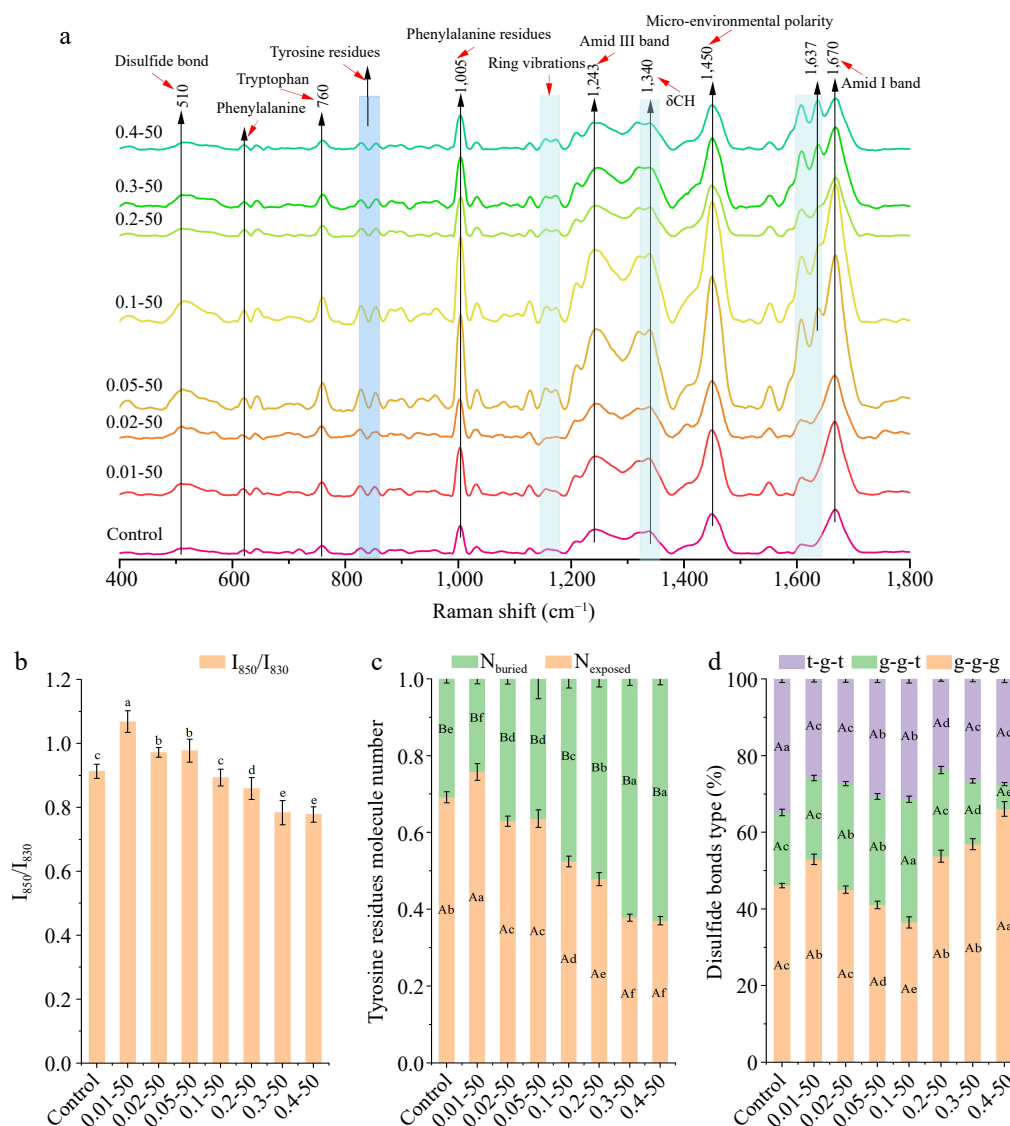 a
Disulfide bond
510
Phenylalanine
Tryptophan
760
Tyrosine residues
Phenylalanine residues
1,005
Ring vibrations
Amid III band
1,243
1,340
δCH
Micro-environmental polarity
1,450
1,637
1,670
Amid I band
0.4-50
0.3-50
0.2-50
0.1-50
0.05-50
0.02-50
0.01-50
Control
400 600 800 1,000 1,200 1,400 1,600 1,800
Raman shift (cm⁻¹)
b
I850/I830
I850/I830
1.2
1.0
0.8
0.6
0.4
0.2
0.0
c a b b c d e e
Control 0.01-50 0.02-50 0.05-50 0.1-50 0.2-50 0.3-50 0.4-50
c
Nburied Nexposed
Tyrosine residues molecule number
1.0
0.8
0.6
0.4
0.2
0.0
Be Bf Bd Bd Bc Bb Ba Ba
Ab Aa Ac Ac Ad Ae Af Af
Control 0.01-50 0.02-50 0.05-50 0.1-50 0.2-50 0.3-50 0.4-50
d
t-g-t g-g-t g-g-g
Disulfide bonds type (%)
100
80
60
40
20
0
Aa Ac Ac Ab Ab Ad Ac Ac
Ac Ac Ab Ab Aa Ac Ad Ae
Ac Ab Ac Ad Ae Ab Ab Aa
Control 0.01-50 0.02-50 0.05-50 0.1-50 0.2-50 0.3-50 0.4-50